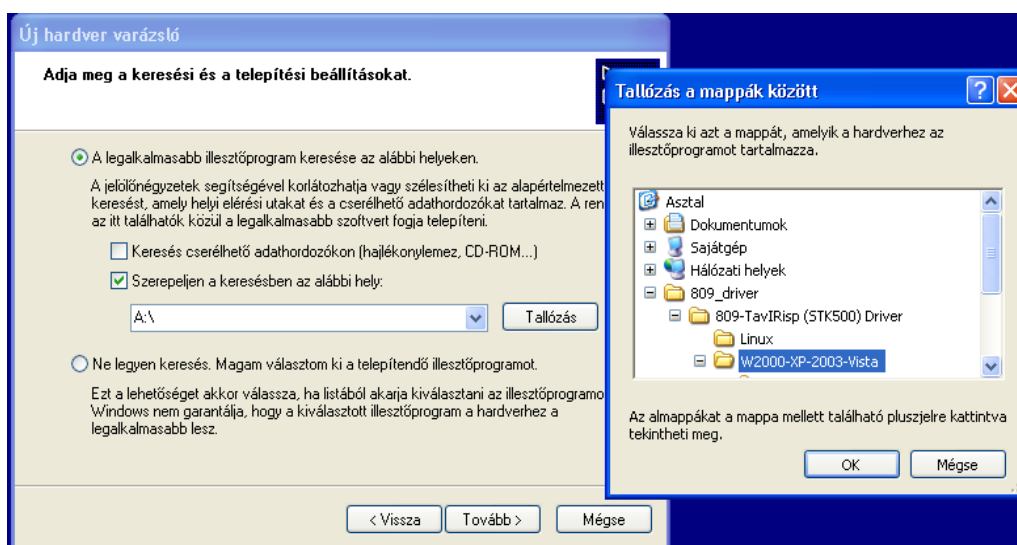 Új hardver varázsló
Adja meg a keresési és a telepítési beállításokat.
A legalkalmasabb illesztőprogram keresése az alábbi helyeken.
A jelölőnégyzetek segítségével korlátozhatja vagy szélesítheti ki az alapértelmezett
keresést, amely helyi elérési utakat és a cserélhető adathordozókat tartalmaz. A ren
az itt találhatók közül a legalkalmasabb szoftvert fogja telepíteni.
Keresés cserélhető adathordozókon (hajlékonylemez, CD-ROM...)
Szerepeljen a keresésben az alábbi hely:
A:\
Tallózás
Ne legyen keresés. Magam választom ki a telepítendő illesztőprogramot.
Ezt a lehetőséget akkor válassza, ha listából akarja kiválasztani az illesztőprogramo
Windows nem garantálja, hogy a kiválasztott illesztőprogram a hardverhez a
legalkalmasabb lesz.
< Vissza
Tovább >
Mégse
Tallózás a mappák között
Válassza ki azt a mappát, amelyik a hardverhez az
illesztőprogramot tartalmazza.
Asztal
Dokumentumok
Sajátgép
Hálózati helyek
809_driver
809-TavIRisp (STK500) Driver
Linux
W2000-XP-2003-Vista
Az almappákat a mappa mellett található pluszjelre kattintva
tekintheti meg.
OK
Mégse